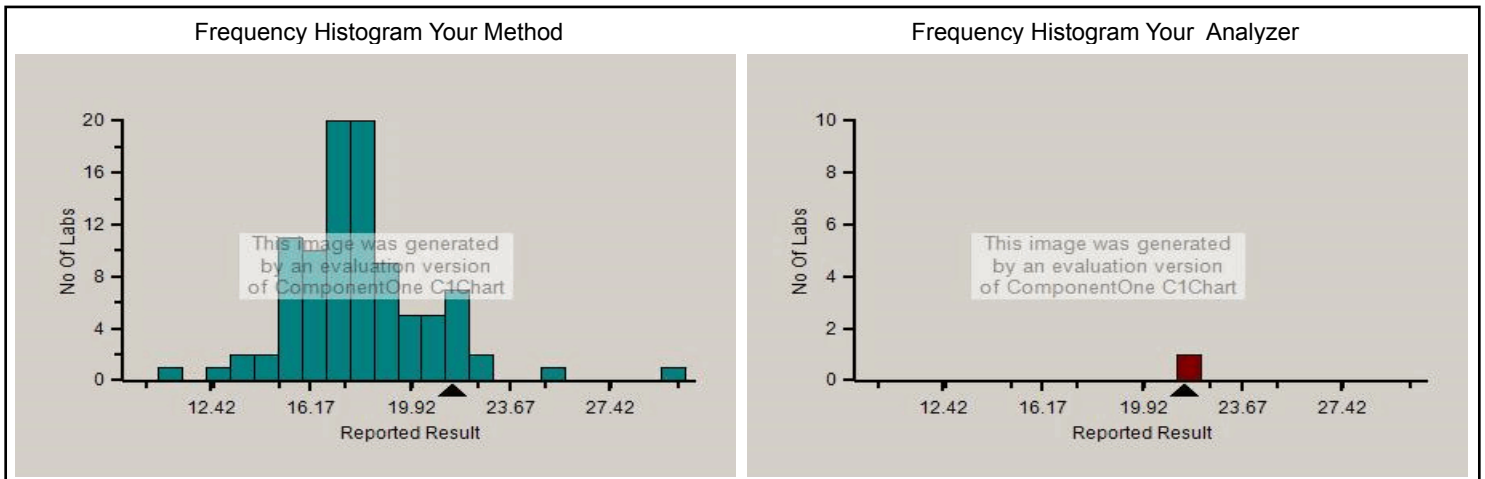 Frequency Histogram Your Method
20
16
12
8
4
0
No Of Labs
This image was generated
by an evaluation version
of ComponentOne C1Chart
12.42 16.17 19.92 23.67 27.42
Reported Result
Frequency Histogram Your Analyzer
10
8
6
4
2
0
No Of Labs
This image was generated
by an evaluation version
of ComponentOne C1Chart
12.42 16.17 19.92 23.67 27.42
Reported Result